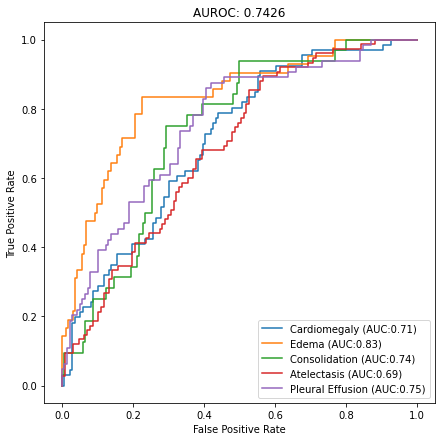 AUROC: 0.7426
True Positive Rate
1.0
0.8
0.6
0.4
0.2
0.0
Cardiomegaly (AUC:0.71)
Edema (AUC:0.83)
Consolidation (AUC:0.74)
Atelectasis (AUC:0.69)
Pleural Effusion (AUC:0.75)
0.0 0.2 0.4 0.6 0.8 1.0
False Positive Rate